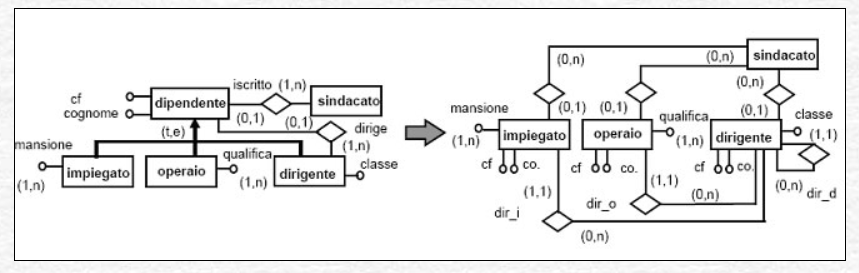 iscritto (1,n)
cf
cognome
dipendente
sindacato
(0,1)
(0,1)
dirige
(t,e)
(1,n)
mansione
qualifica
classe
impiegato
operaio
dirigente
(1,n)
(1,n)
sindacato
(0,n)
(0,n)
(0,n)
mansione
(0,1)
(0,1)
qualifica
(0,1)
classe
(1,n)
impiegato
operaio
(1,n)
dirigente
(1,1)
cf
co.
cf
co.
cf
co.
(1,1)
(1,1)
(0,n)
(0,n)
dir_d
dir_i
dir_o
(0,n)